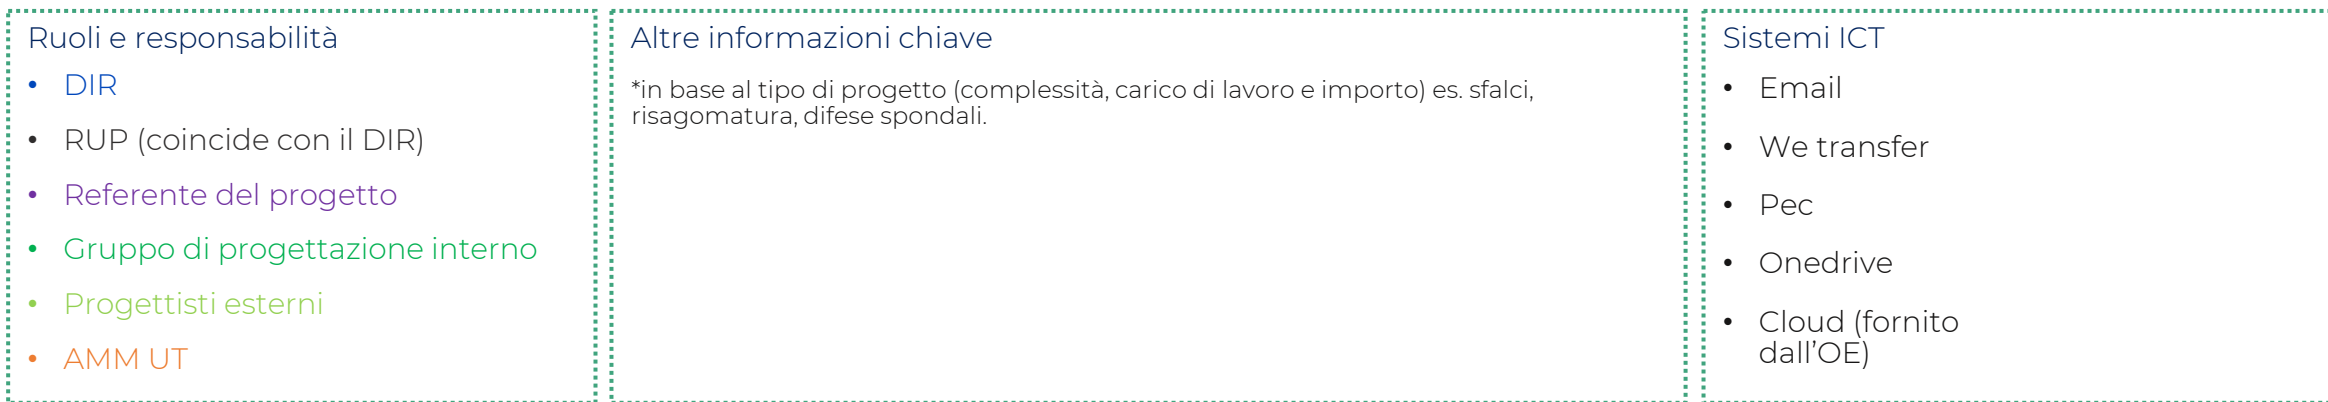 Ruoli e responsabilità
• DIR
• RUP (coincide con il DIR)
• Referente del progetto
• Gruppo di progettazione interno
• Progettisti esterni
• AMM UT
Altre informazioni chiave
*in base al tipo di progetto (complessità, carico di lavoro e importo) es. sfalci,
risagomatura, difese spondali.
Sistemi ICT
• Email
• We transfer
• Pec
• Onedrive
• Cloud (fornito
dall’OE)